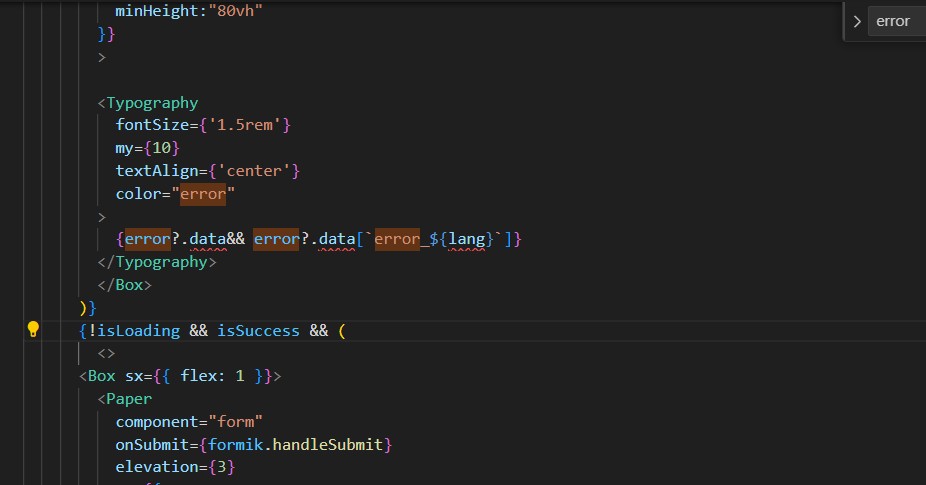 minHeight:"80vh"
}}
>
<Typography
fontSize={'1.5rem'}
my={10}
textAlign={'center'}
color="error"
>
{error?.data&& error?.data[`error_${lang}`]}
</Typography>
</Box>
)}
{!isLoading && isSuccess && (
<>
<Box sx={{ flex: 1 }}>
<Paper
component="form"
onSubmit={formik.handleSubmit}
elevation={3}
> error